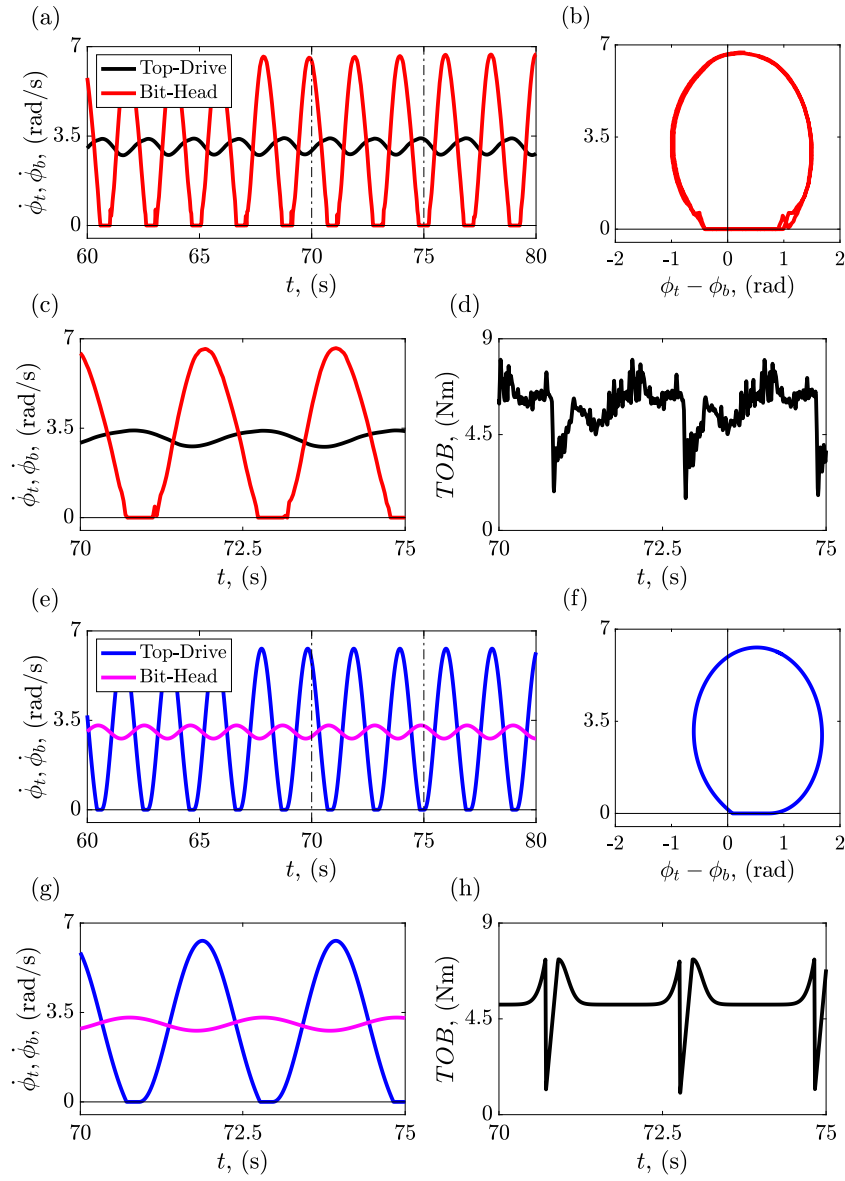 (a)
(b)
7
3.5
0
ϕ̇t, ϕ̇b, (rad/s)
Top-Drive
Bit-Head
60 65 70 75 80
t, (s)
7
3.5
0
-2 -1 0 1 2
ϕt − ϕb, (rad)
(c)
(d)
7
3.5
0
ϕ̇t, ϕ̇b, (rad/s)
70 72.5 75
t, (s)
9
4.5
0
TOB, (Nm)
70 72.5 75
t, (s)
(e)
(f)
7
3.5
0
ϕ̇t, ϕ̇b, (rad/s)
Top-Drive
Bit-Head
60 65 70 75 80
t, (s)
7
3.5
0
-2 -1 0 1 2
ϕt − ϕb, (rad)
(g)
(h)
7
3.5
0
ϕ̇t, ϕ̇b, (rad/s)
70 72.5 75
t, (s)
9
4.5
0
TOB, (Nm)
70 72.5 75
t, (s)